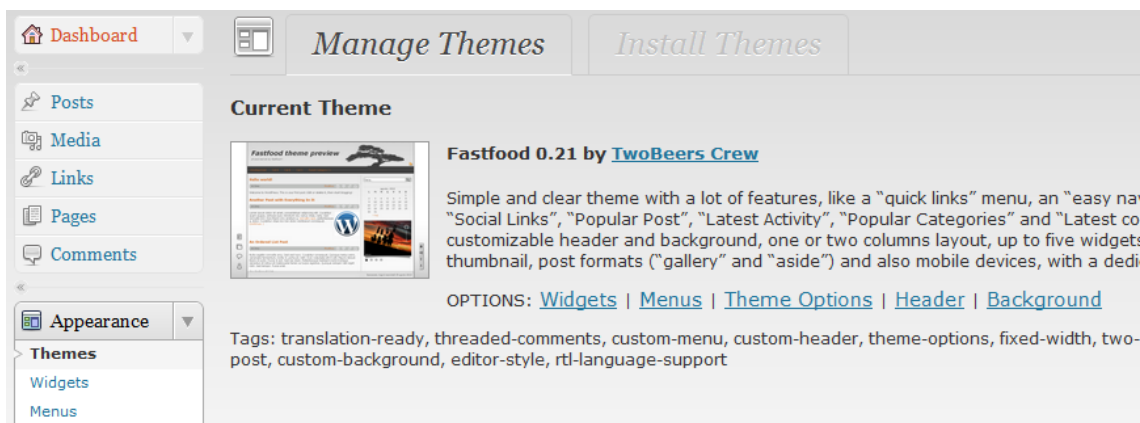 Dashboard
Manage Themes
Install Themes
Posts
Media
Links
Pages
Comments
Appearance
Themes
Widgets
Menus
Current Theme
Fastfood theme preview
Fastfood 0.21 by TwoBeers Crew
Simple and clear theme with a lot of features, like a “quick links” menu, an “easy nav
“Social Links”, “Popular Post”, “Latest Activity”, “Popular Categories” and “Latest co
customizable header and background, one or two columns layout, up to five widgets
thumbnail, post formats (“gallery” and “aside”) and also mobile devices, with a dedi
OPTIONS: Widgets | Menus | Theme Options | Header | Background
Tags: translation-ready, threaded-comments, custom-menu, custom-header, theme-options, fixed-width, two-
post, custom-background, editor-style, rtl-language-support